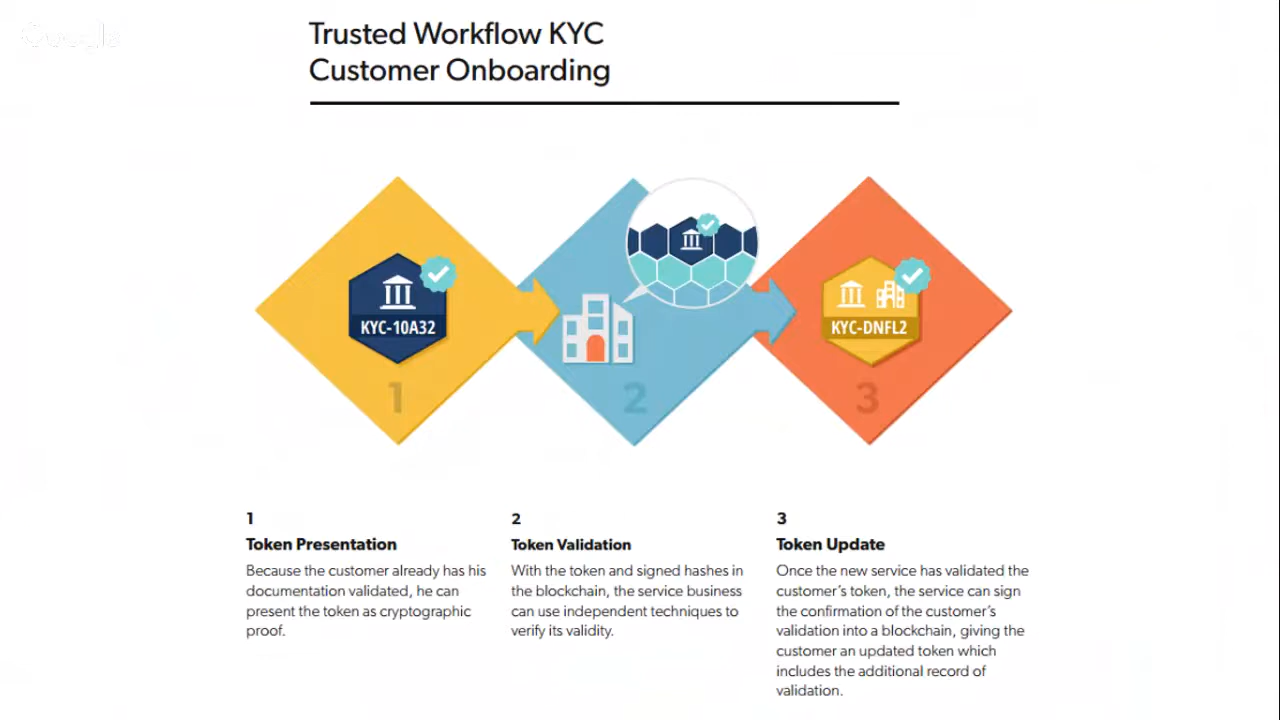 Google
Trusted Workflow KYC
Customer Onboarding
KYC-10A32
1
2
KYC-DNFL2
3
1
Token Presentation
Because the customer already has his
documentation validated, he can
present the token as cryptographic
proof.
2
Token Validation
With the token and signed hashes in
the blockchain, the service business
can use independent techniques to
verify its validity.
3
Token Update
Once the new service has validated the
customer's token, the service can sign
the confirmation of the customer's
validation into a blockchain, giving the
customer an updated token which
includes the additional record of
validation.